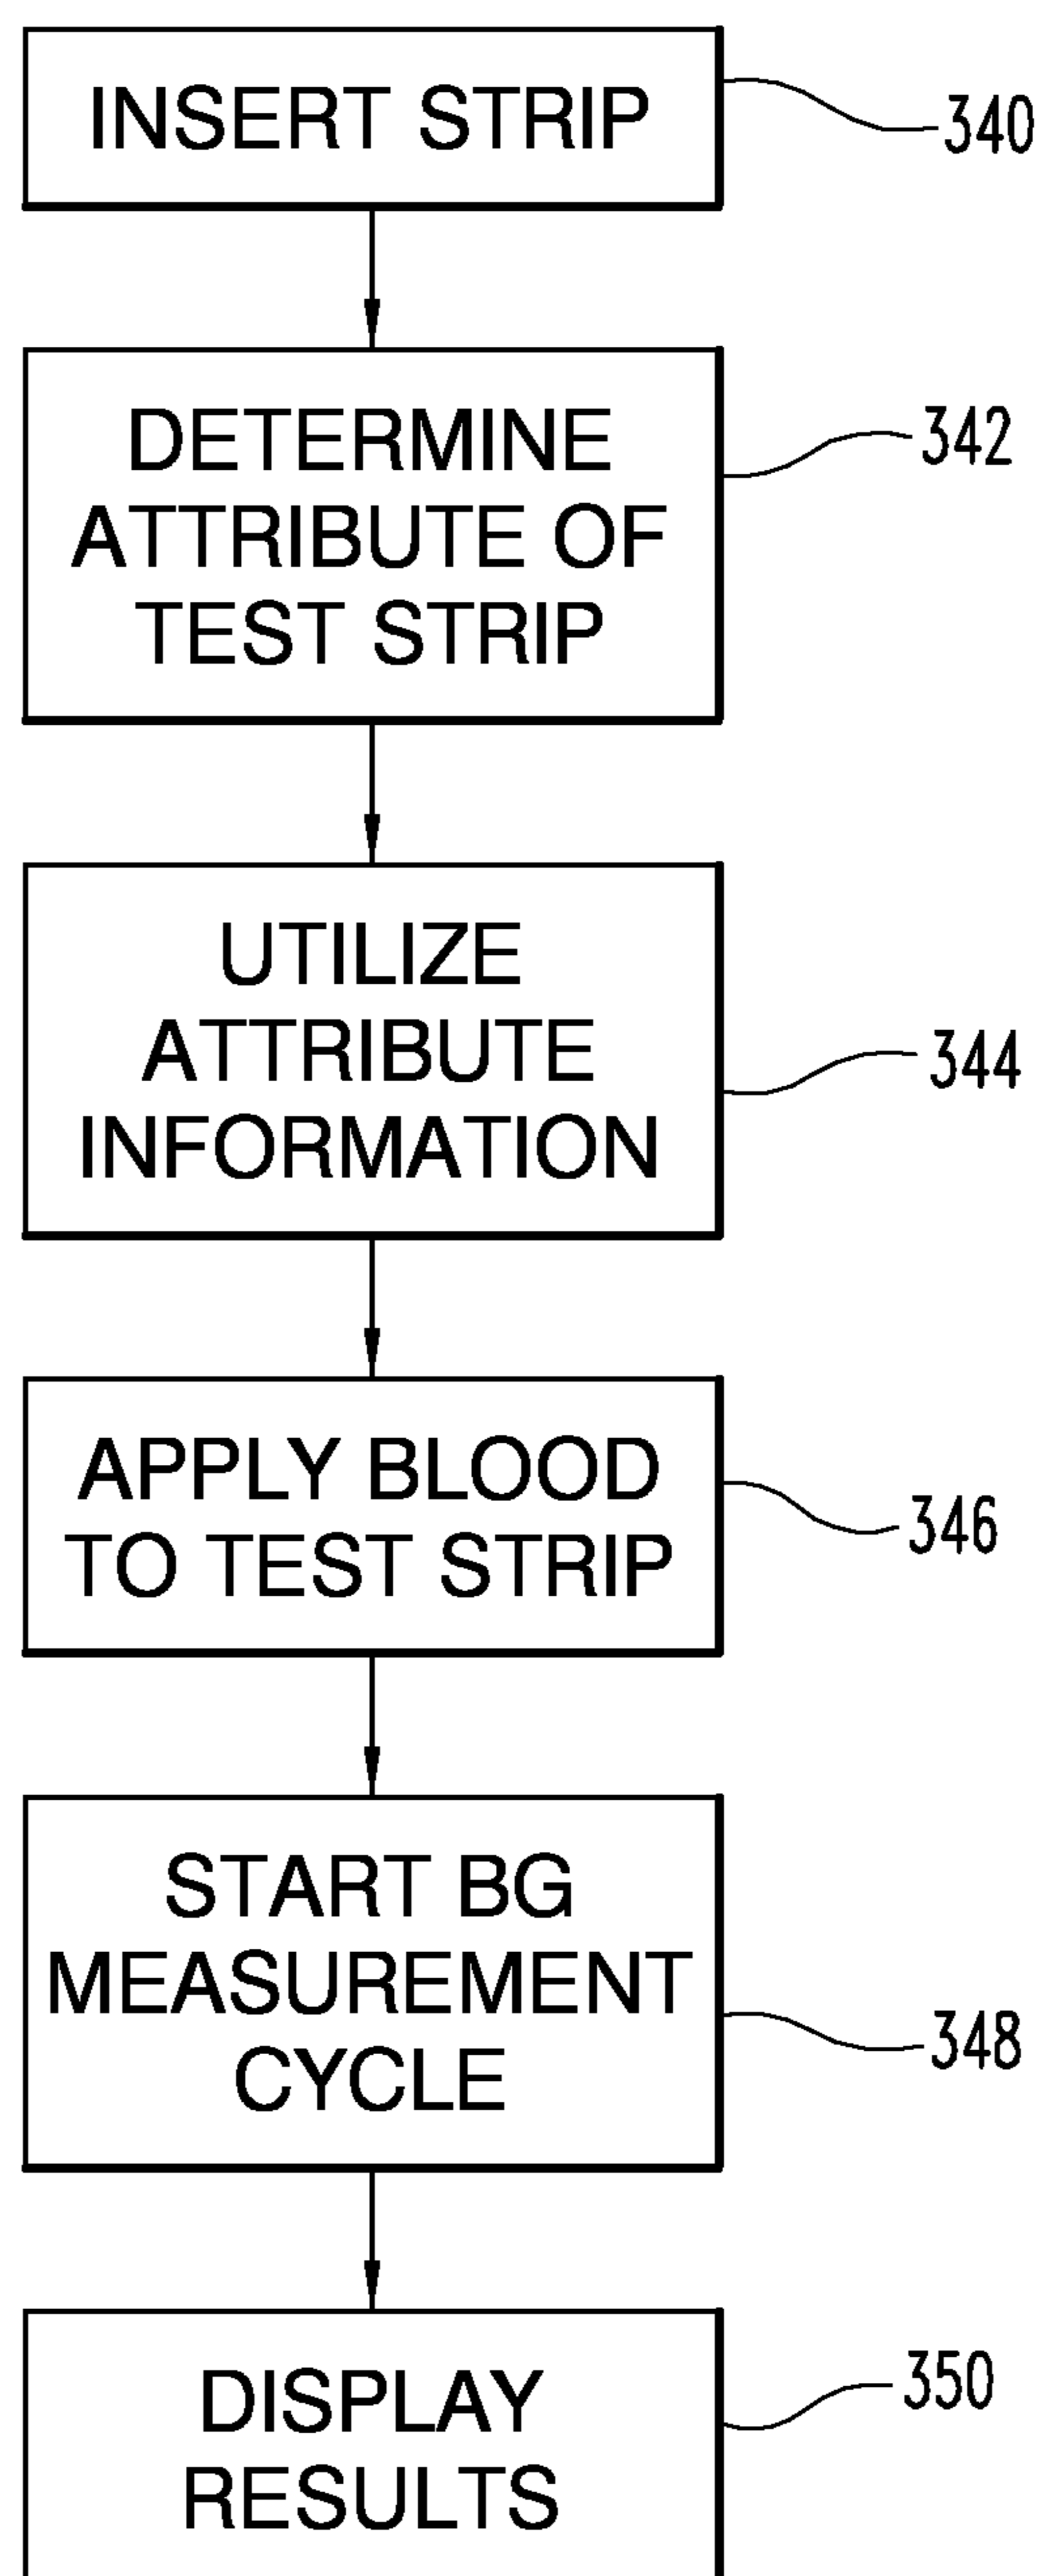 INSERT STRIP
340
DETERMINE
ATTRIBUTE OF
TEST STRIP
342
UTILIZE
ATTRIBUTE
INFORMATION
344
APPLY BLOOD
TO TEST STRIP
346
START BG
MEASUREMENT
CYCLE
348
DISPLAY
RESULTS
350